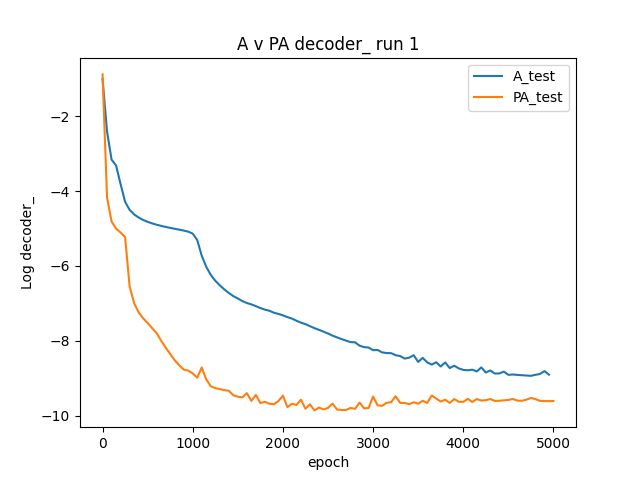 A v PA decoder_ run 1
A_test
PA_test
Log decoder_
−2
−4
−6
−8
−10
0
1000
2000
3000
4000
5000
epoch